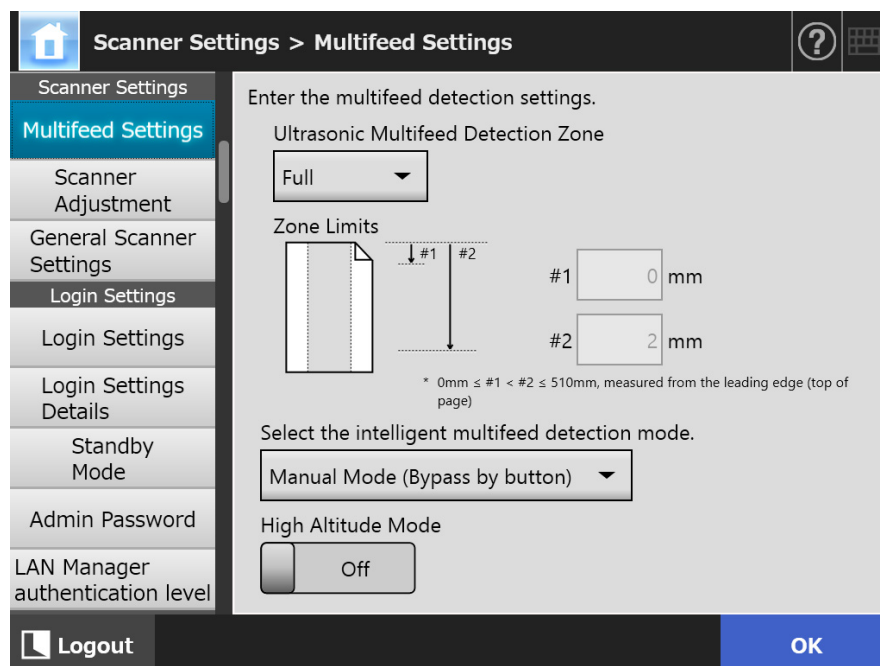 Scanner Settings > Multifeed Settings
?
Scanner Settings
Multifeed Settings
Scanner
Adjustment
General Scanner
Settings
Login Settings
Login Settings
Login Settings
Details
Standby
Mode
Admin Password
LAN Manager
authentication level
Logout
Enter the multifeed detection settings.
Ultrasonic Multifeed Detection Zone
Full
Zone Limits
#1 #2
#1 0 mm
#2 2 mm
* 0mm ≤ #1 < #2 ≤ 510mm, measured from the leading edge (top of
page)
Select the intelligent multifeed detection mode.
Manual Mode (Bypass by button)
High Altitude Mode
Off
OK